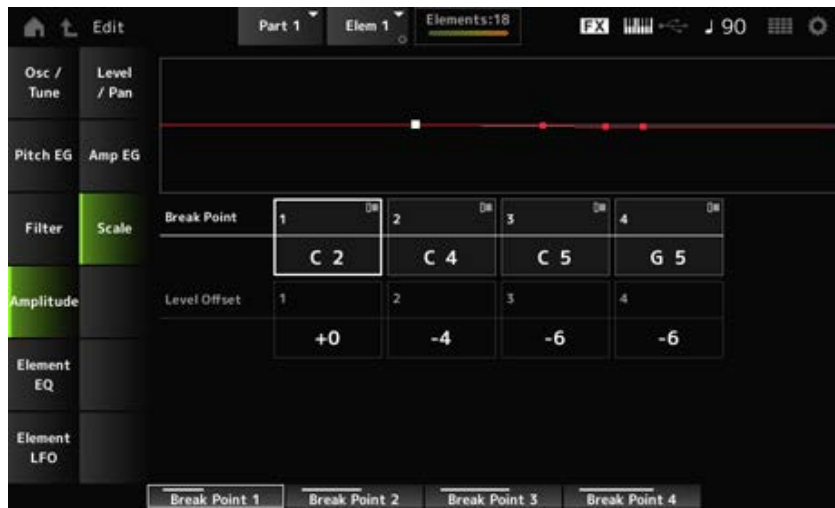 Edit Part 1 Elem 1 Elements:18 FX ♩ 90
Osc /
Tune
Level
/ Pan
Pitch EG Amp EG
Filter Scale
Amplitude
Element
EQ
Element
LFO
Break Point 1 2 3 4
C 2 C 4 C 5 G 5
Level Offset 1 2 3 4
+0 -4 -6 -6
Break Point 1 Break Point 2 Break Point 3 Break Point 4